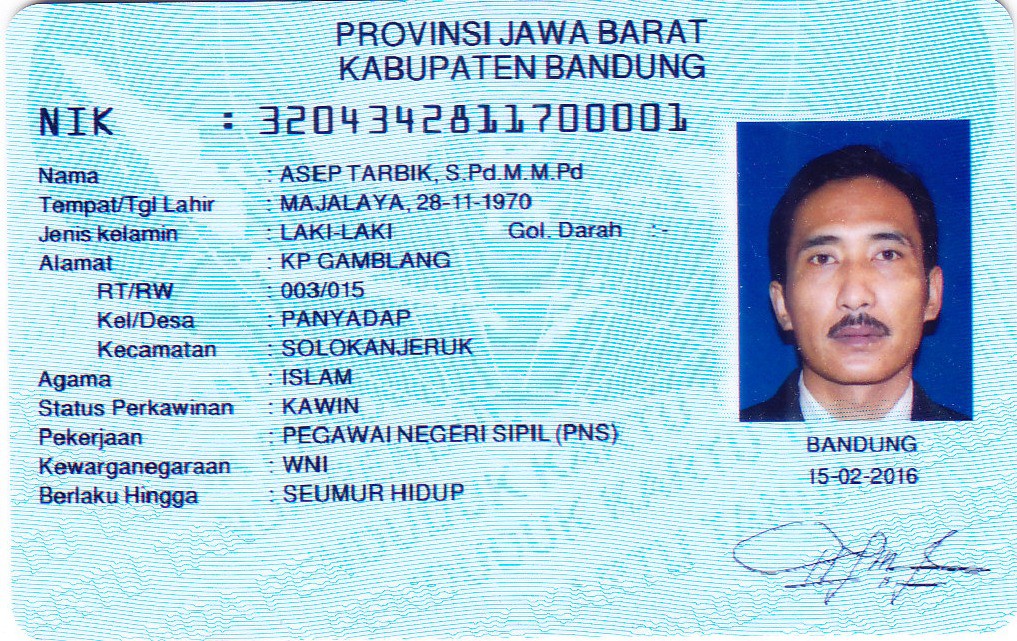 PROVINSI JAWA BARAT
KABUPATEN BANDUNG
NIK : 3204342811700001
Nama : ASEP TARBIK, S.Pd.M.M.Pd
Tempat/Tgl Lahir : MAJALAYA, 28-11-1970
Jenis kelamin : LAKI-LAKI Gol. Darah : -
Alamat : KP GAMBLANG
RT/RW : 003/015
Kel/Desa : PANYADAP
Kecamatan : SOLOKANJERUK
Agama : ISLAM
Status Perkawinan : KAWIN
Pekerjaan : PEGAWAI NEGERI SIPIL (PNS)
Kewarganegaraan : WNI
Berlaku Hingga : SEUMUR HIDUP
BANDUNG
15-02-2016